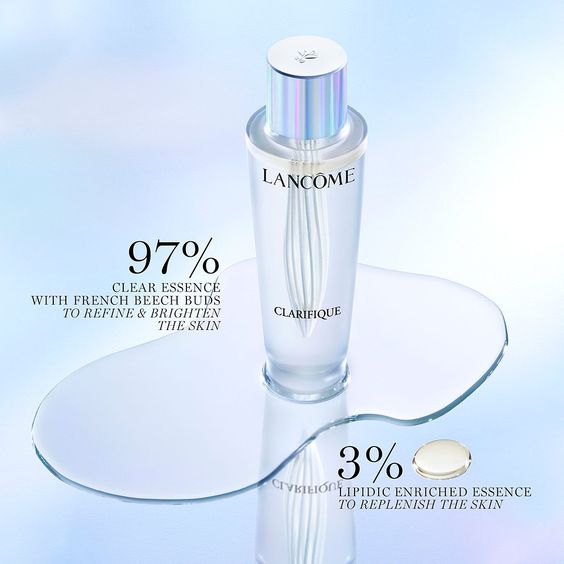 LANCÔME
CLARIFIQUE
97%
CLEAR ESSENCE
WITH FRENCH BEECH BUDS
TO REFINE & BRIGHTEN
THE SKIN
3%
LIPIDIC ENRICHED ESSENCE
TO REPLENISH THE SKIN
CLARIFIQUE